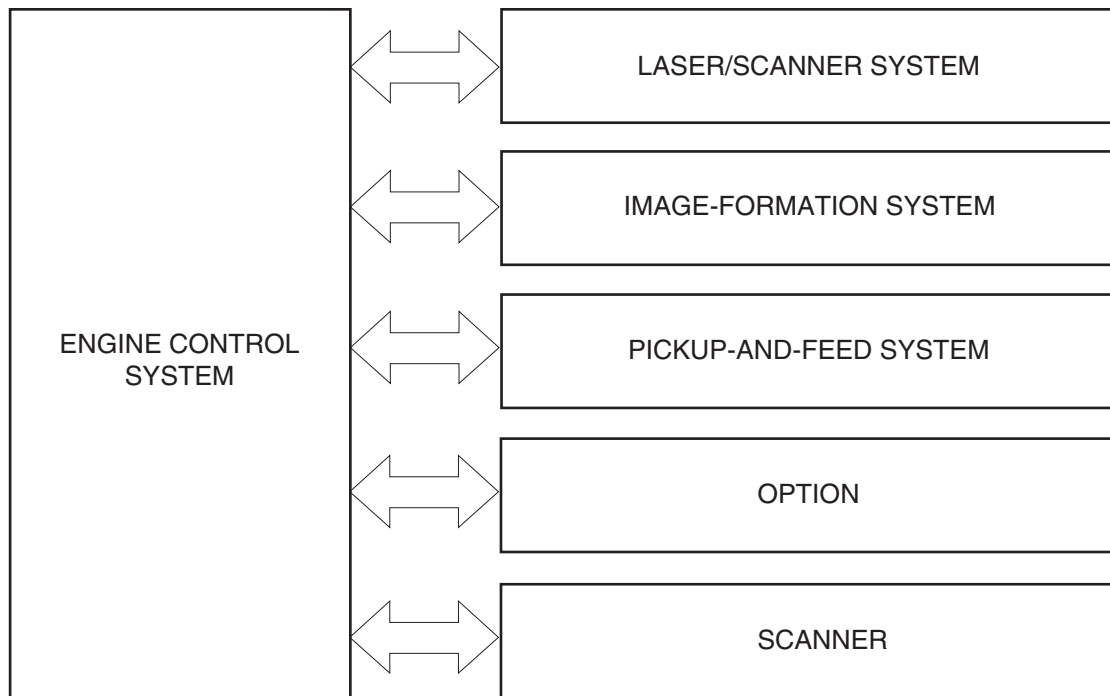 LASER/SCANNER SYSTEM
IMAGE-FORMATION SYSTEM
ENGINE CONTROL
SYSTEM
PICKUP-AND-FEED SYSTEM
OPTION
SCANNER